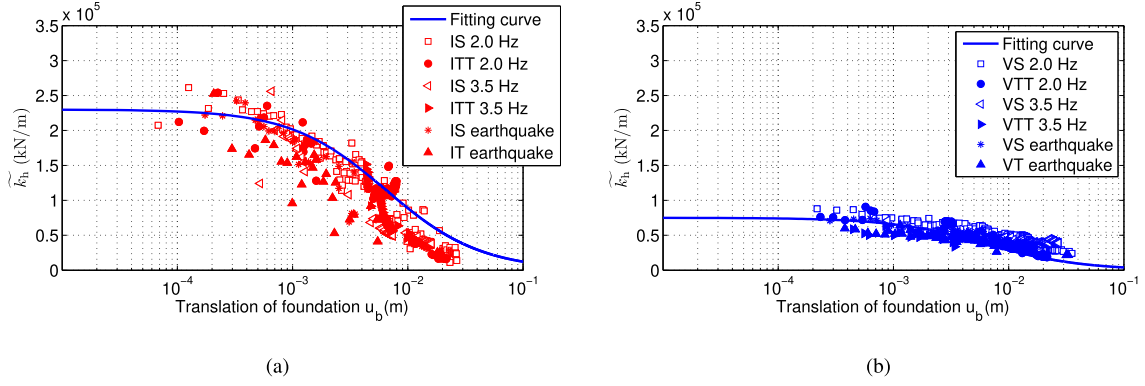 x 10^5
3.5
3
2.5
2
1.5
1
0.5
0
k̃_h (kN/m)
10^−4
10^−3
10^−2
10^−1
Translation of foundation u_b(m)
Fitting curve
IS 2.0 Hz
ITT 2.0 Hz
IS 3.5 Hz
ITT 3.5 Hz
IS earthquake
IT earthquake
(a)
x 10^5
3.5
3
2.5
2
1.5
1
0.5
0
k̃_h (kN/m)
10^−4
10^−3
10^−2
10^−1
Translation of foundation u_b(m)
Fitting curve
VS 2.0 Hz
VTT 2.0 Hz
VS 3.5 Hz
VTT 3.5 Hz
VS earthquake
VT earthquake
(b)